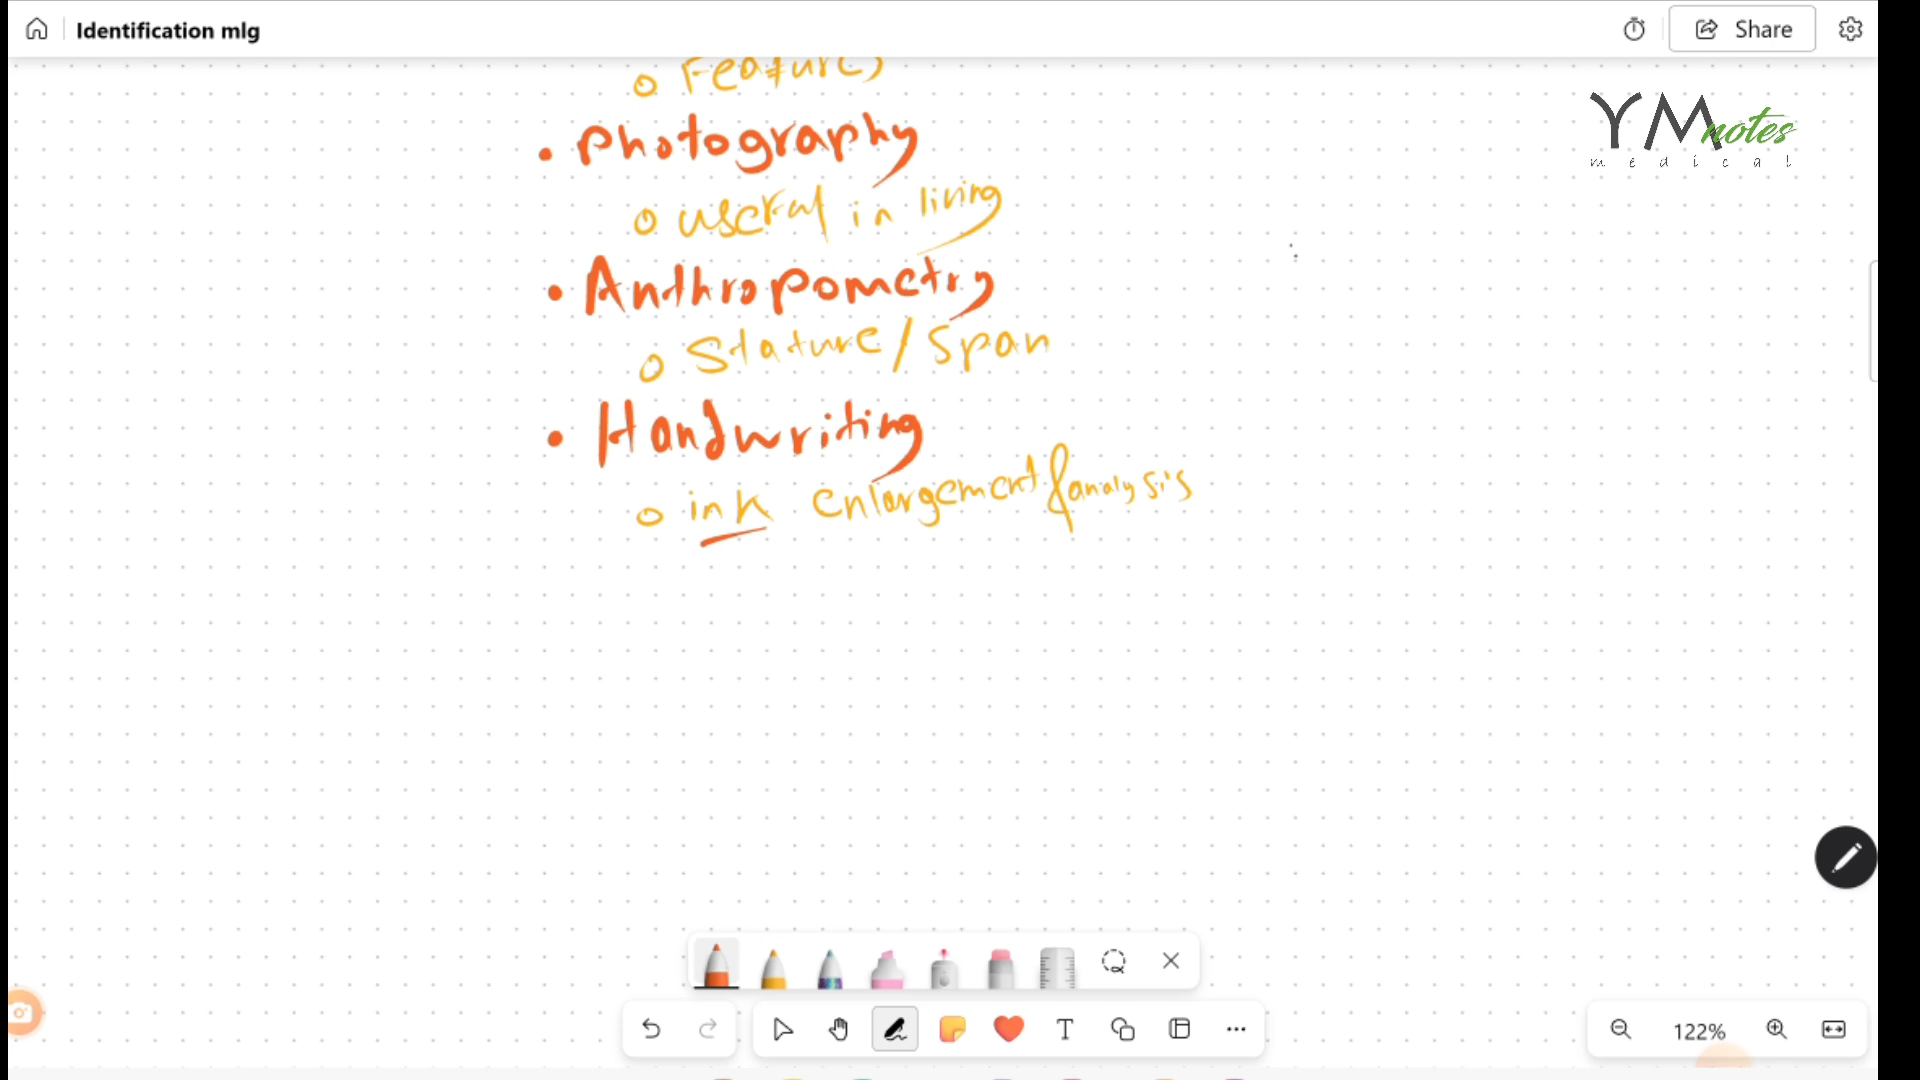 Identification mlg
Share
Features
YM notes
medical
• Photography
o useful in living
• Anthropometry
o Stature / Span
• Handwriting
o ink enlargement & analysis
122%